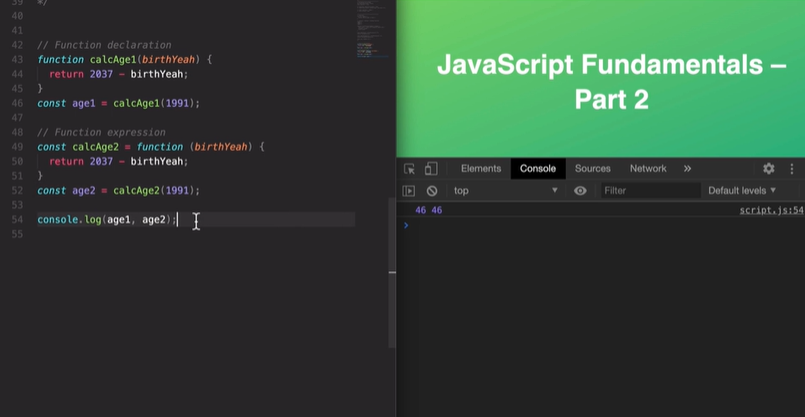 39 */
40
41
42 // Function declaration
43 function calcAge1(birthYeah) {
44 return 2037 - birthYeah;
45 }
46 const age1 = calcAge1(1991);
47
48 // Function expression
49 const calcAge2 = function (birthYeah) {
50 return 2037 - birthYeah;
51 }
52 const age2 = calcAge2(1991);
53
54 console.log(age1, age2);
55
JavaScript Fundamentals –
Part 2
Elements Console Sources Network »
top Filter Default levels
46 46 script.js:54